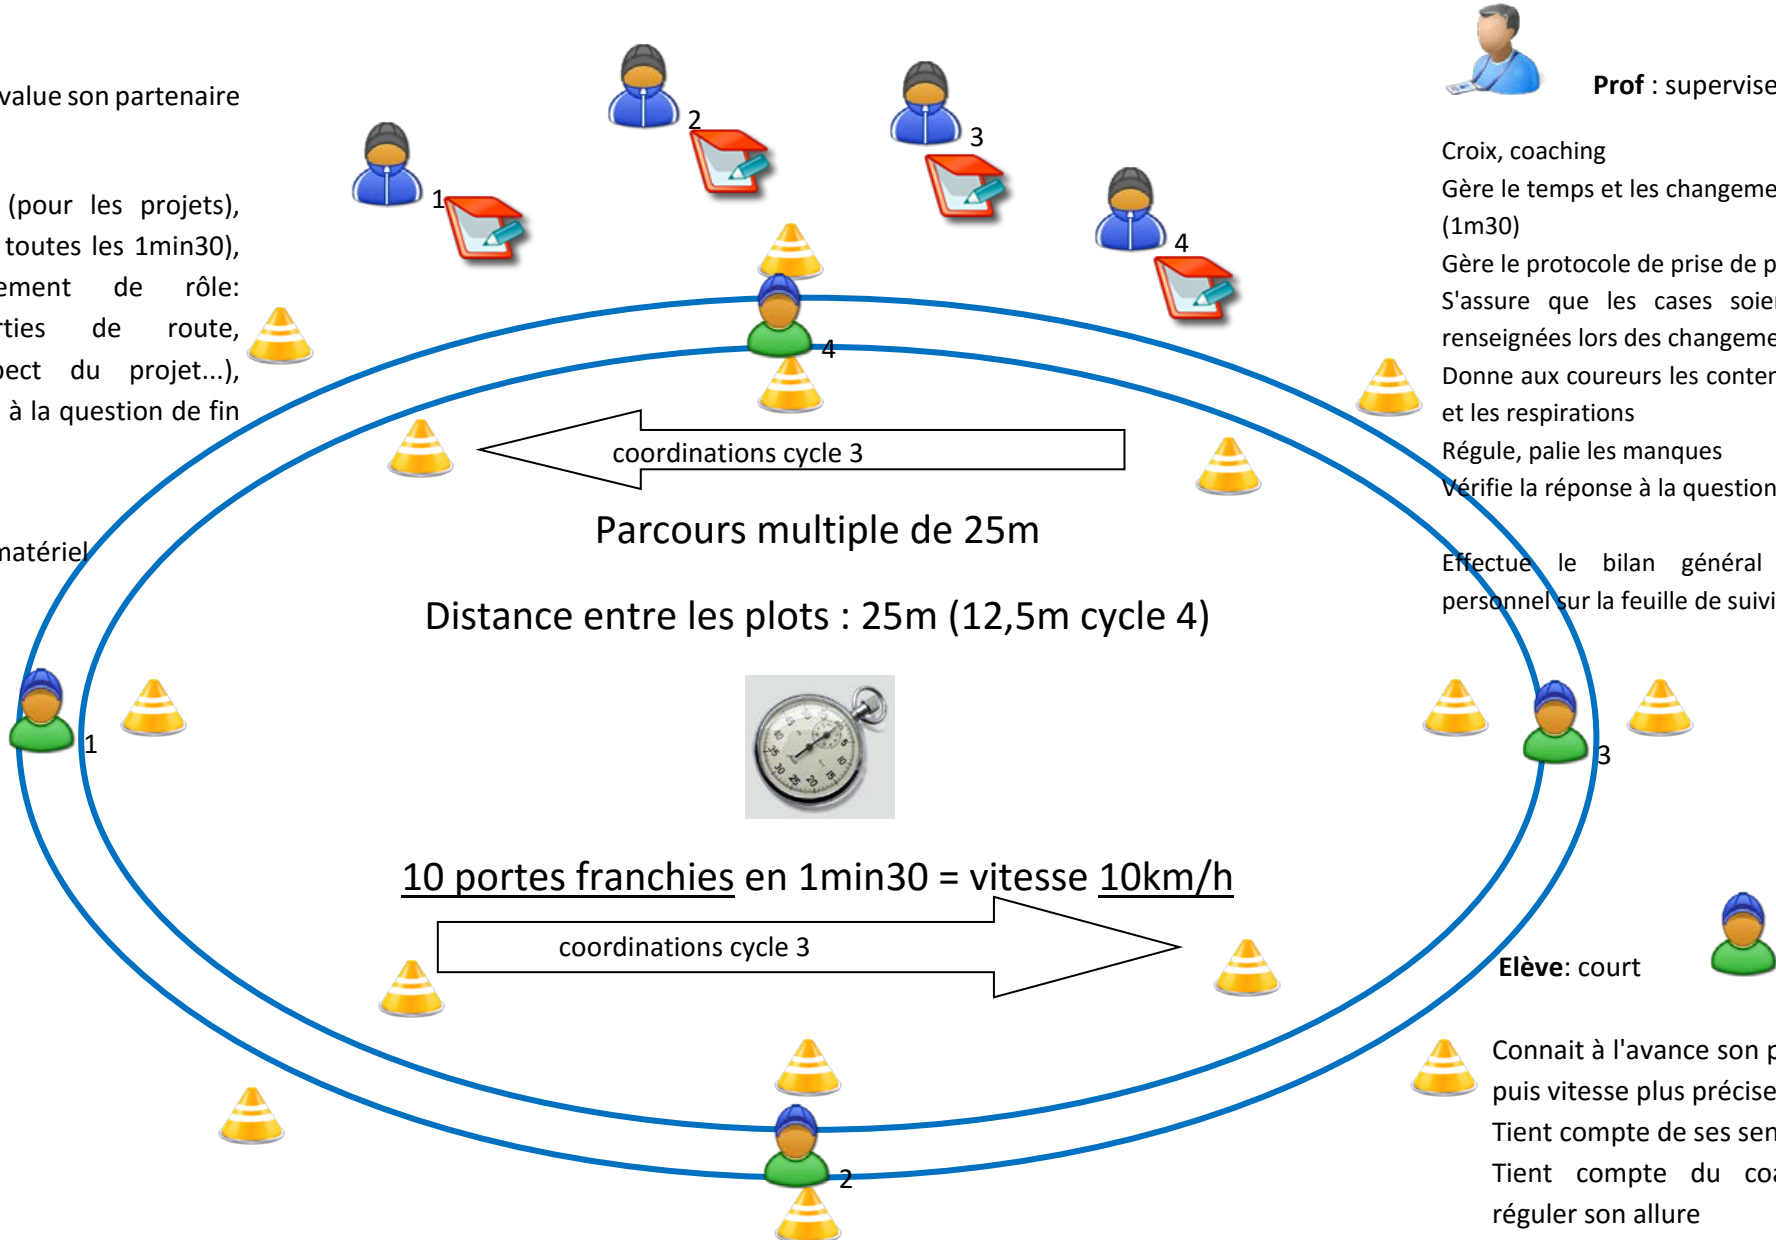 value son partenaire
(pour les projets),
toutes les 1min30),
ement de rôle:
rties de route,
pect du projet...),
à la question de fin
matériel
1
2
3
4
Prof : supervise
Croix, coaching
Gère le temps et les changeme
(1m30)
Gère le protocole de prise de p
S'assure que les cases soier
renseignées lors des changeme
Donne aux coureurs les conter
et les respirations
Régule, palie les manques
Vérifie la réponse à la question
Effectue le bilan général
personnel sur la feuille de suivi
4
coordinations cycle 3
Parcours multiple de 25m
Distance entre les plots : 25m (12,5m cycle 4)
1
3
10 portes franchies en 1min30 = vitesse 10km/h
coordinations cycle 3
2
Elève: court
Connait à l'avance son p
puis vitesse plus précise
Tient compte de ses sen
Tient compte du coa
réguler son allure